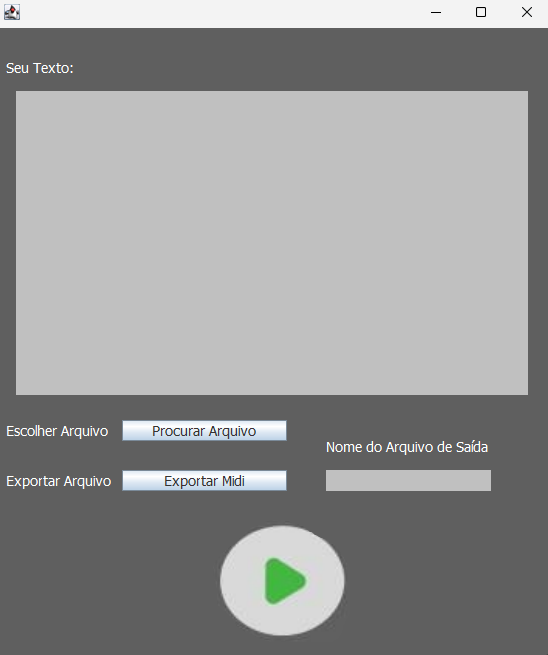 Seu Texto:
Escolher Arquivo
Procurar Arquivo
Nome do Arquivo de Saída
Exportar Arquivo
Exportar Midi